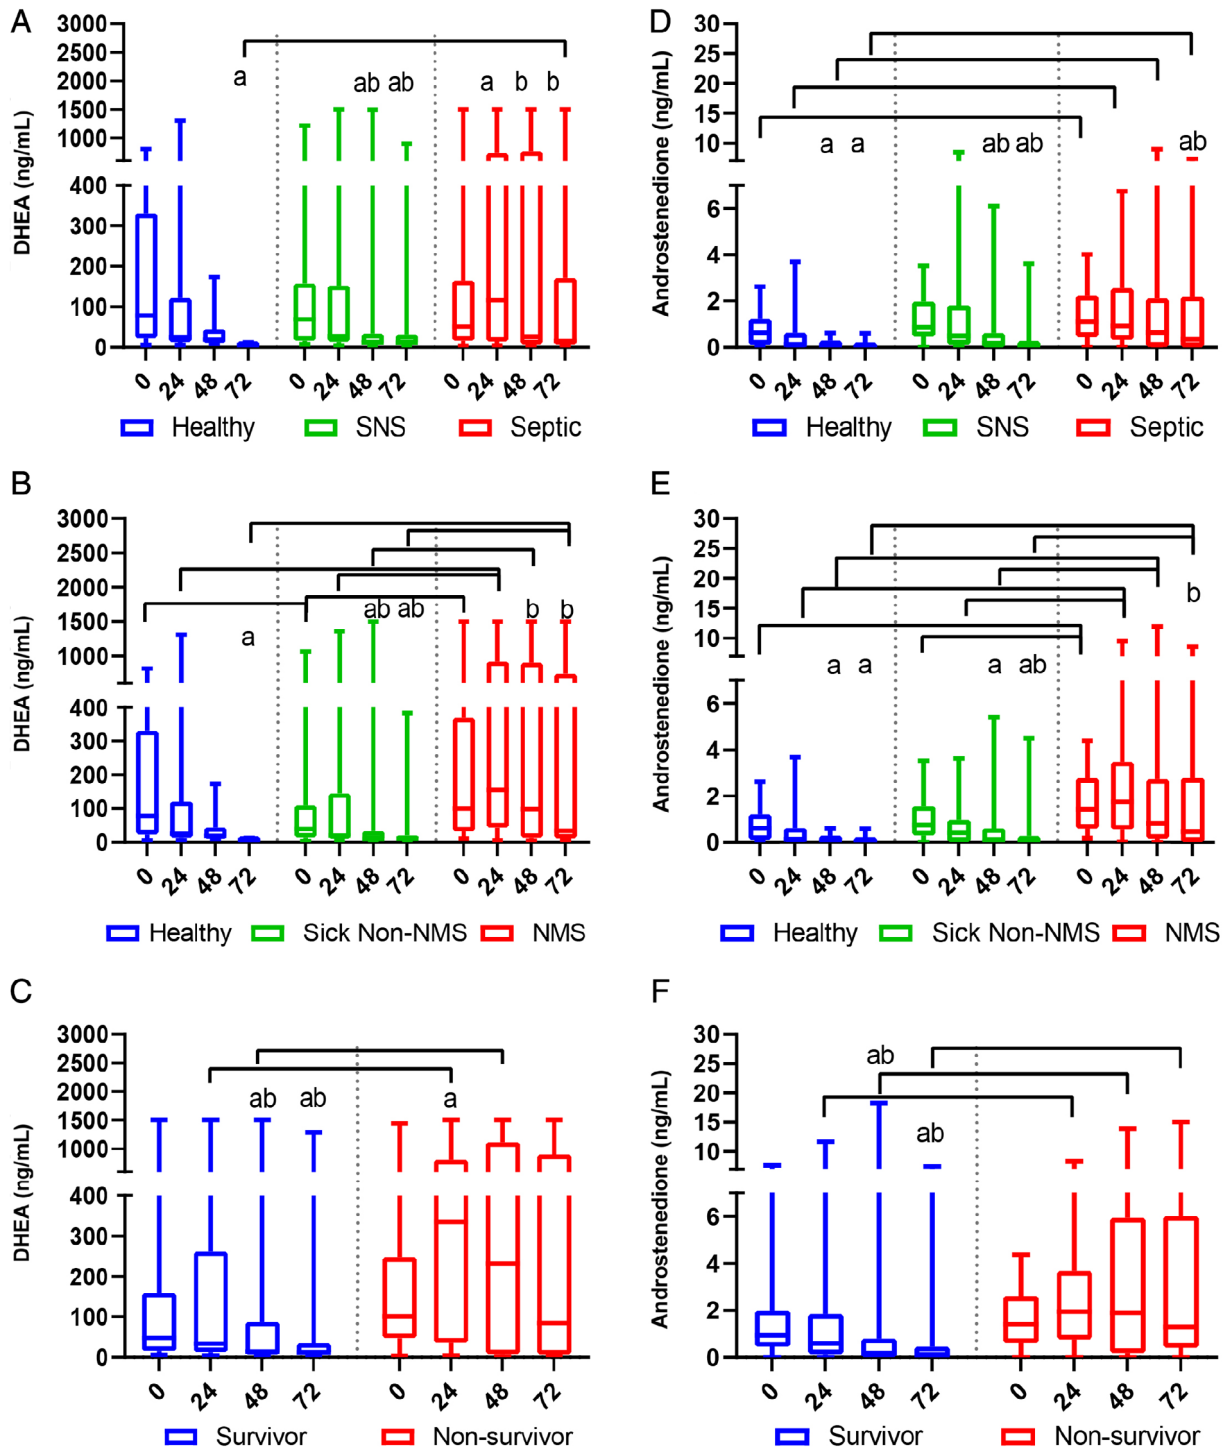 A
DHEA (ng/mL)
3000
2500
2000
1500
1000
400
300
200
100
0
a ab ab a b b
0 24 48 72 0 24 48 72 0 24 48 72
Healthy SNS Septic
D
Androstenedione (ng/mL)
30
25
20
15
10
6
4
2
0
a a ab ab ab
0 24 48 72 0 24 48 72 0 24 48 72
Healthy SNS Septic
B
DHEA (ng/mL)
3000
2500
2000
1500
1000
400
300
200
100
0
a ab ab b b
0 24 48 72 0 24 48 72 0 24 48 72
Healthy Sick Non-NMS NMS
E
Androstenedione (ng/mL)
30
25
20
15
10
6
4
2
0
a a a ab b
0 24 48 72 0 24 48 72 0 24 48 72
Healthy Sick Non-NMS NMS
C
DHEA (ng/mL)
3000
2500
2000
1500
1000
400
300
200
100
0
ab ab a
0 24 48 72 0 24 48 72
Survivor Non-survivor
F
Androstenedione (ng/mL)
30
25
20
15
10
6
4
2
0
ab
ab
0 24 48 72 0 24 48 72
Survivor Non-survivor